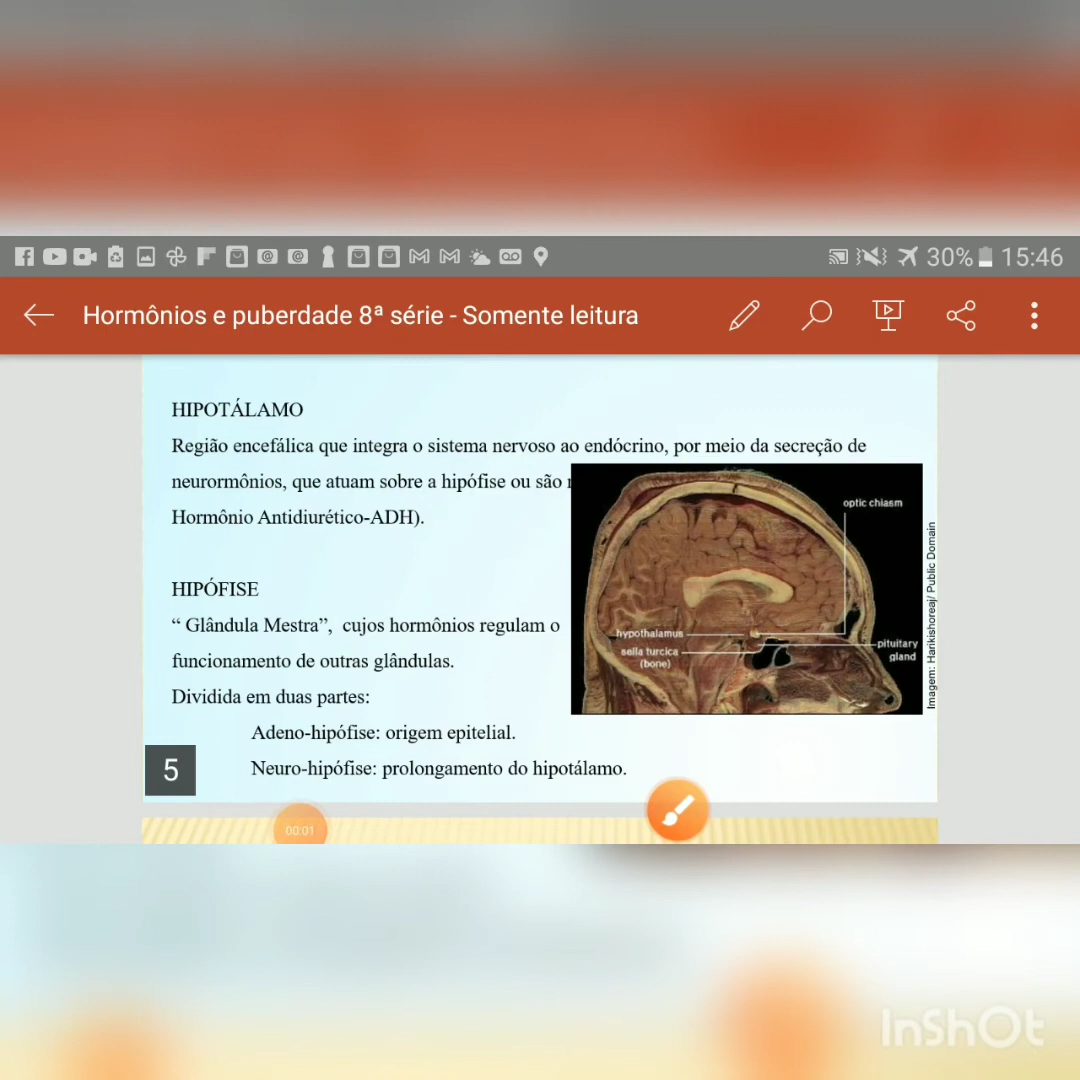 30% 15:46
Hormônios e puberdade 8ª série - Somente leitura
HIPOTÁLAMO
Região encefálica que integra o sistema nervoso ao endócrino, por meio da secreção de
neurormônios, que atuam sobre a hipófise ou são
Hormônio Antidiurético-ADH).
HIPÓFISE
“ Glândula Mestra”, cujos hormônios regulam o
funcionamento de outras glândulas.
Dividida em duas partes:
Adeno-hipófise: origem epitelial.
Neuro-hipófise: prolongamento do hipotálamo.
optic chiasm
hypothalamus
sella turcica
(bone)
pituitary
gland
Imagem: Harikishoreaj/ Public Domain
5
00:01
InShOt